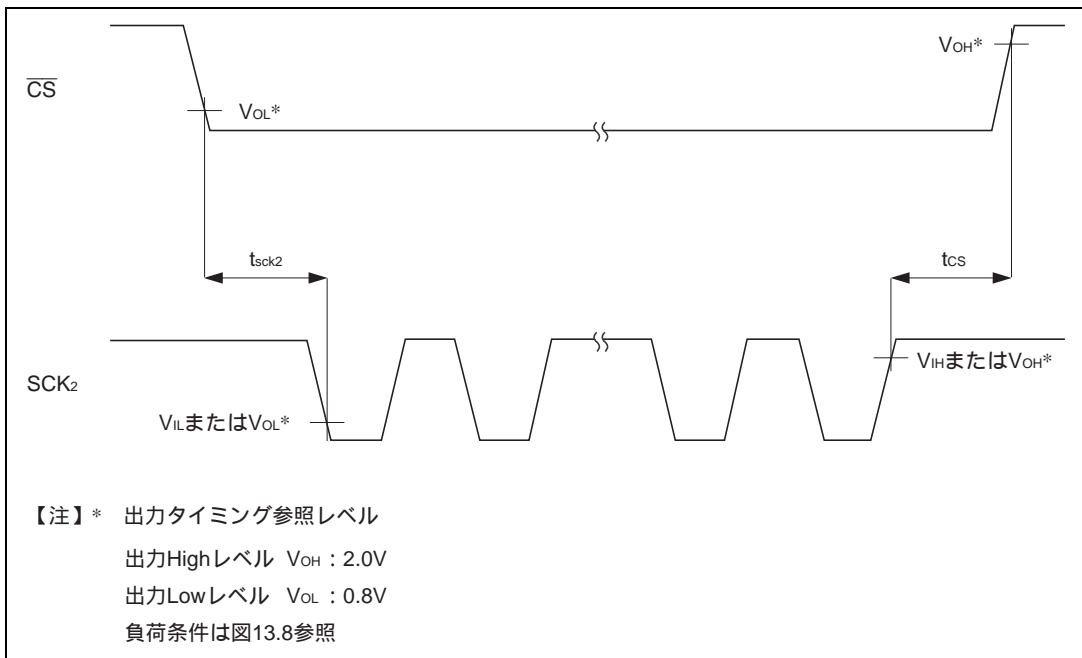 CS
VOL*
VOH*
tsck2
tcs
SCK2
VILまたはVOL*
VIHまたはVOH*
【注】* 出力タイミング参照レベル
出力Highレベル VOH：2.0V
出力Lowレベル VOL：0.8V
負荷条件は図13.8参照